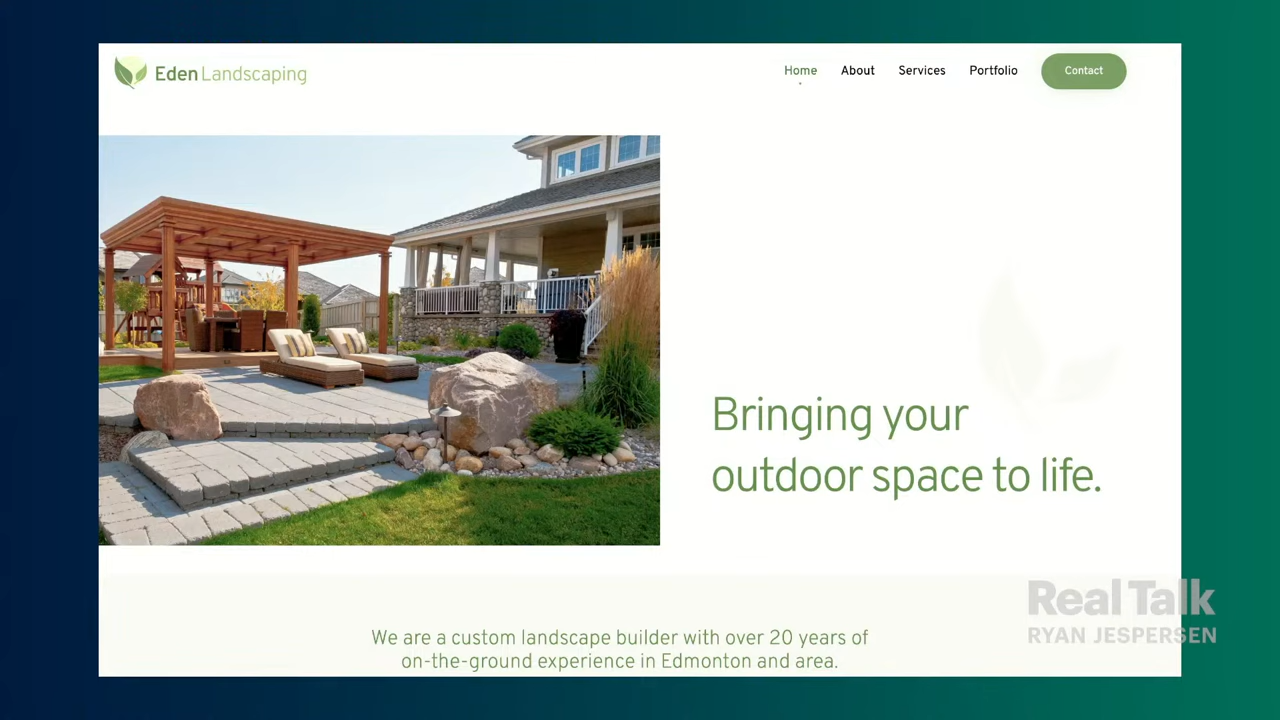 Eden Landscaping
Home About Services Portfolio Contact
Bringing your
outdoor space to life.
We are a custom landscape builder with over 20 years of
on-the-ground experience in Edmonton and area.
Real Talk
RYAN JESPERSEN